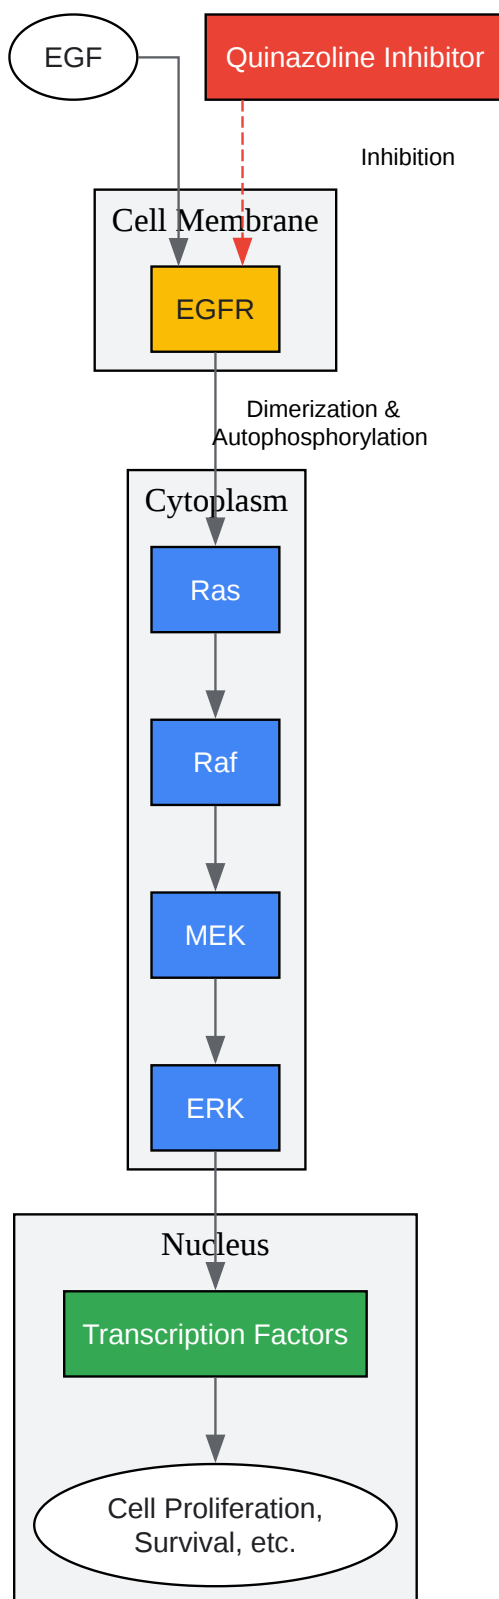 EGF
Quinazoline Inhibitor
Inhibition
Cell Membrane
EGFR
Dimerization &
Autophosphorylation
Cytoplasm
Ras
Raf
MEK
ERK
Nucleus
Transcription Factors
Cell Proliferation,
Survival, etc.